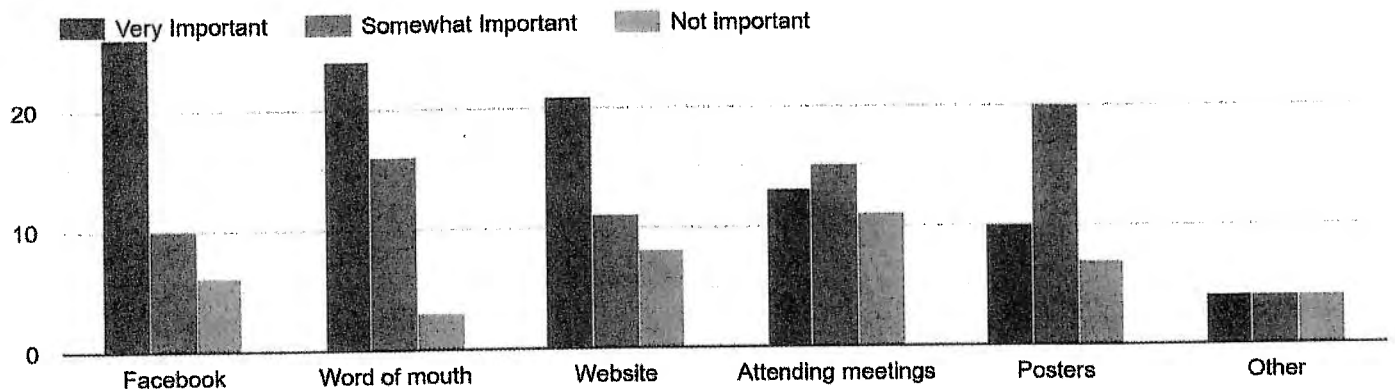 Very Important Somewhat Important Not important
20
10
0
Facebook Word of mouth Website Attending meetings Posters Other